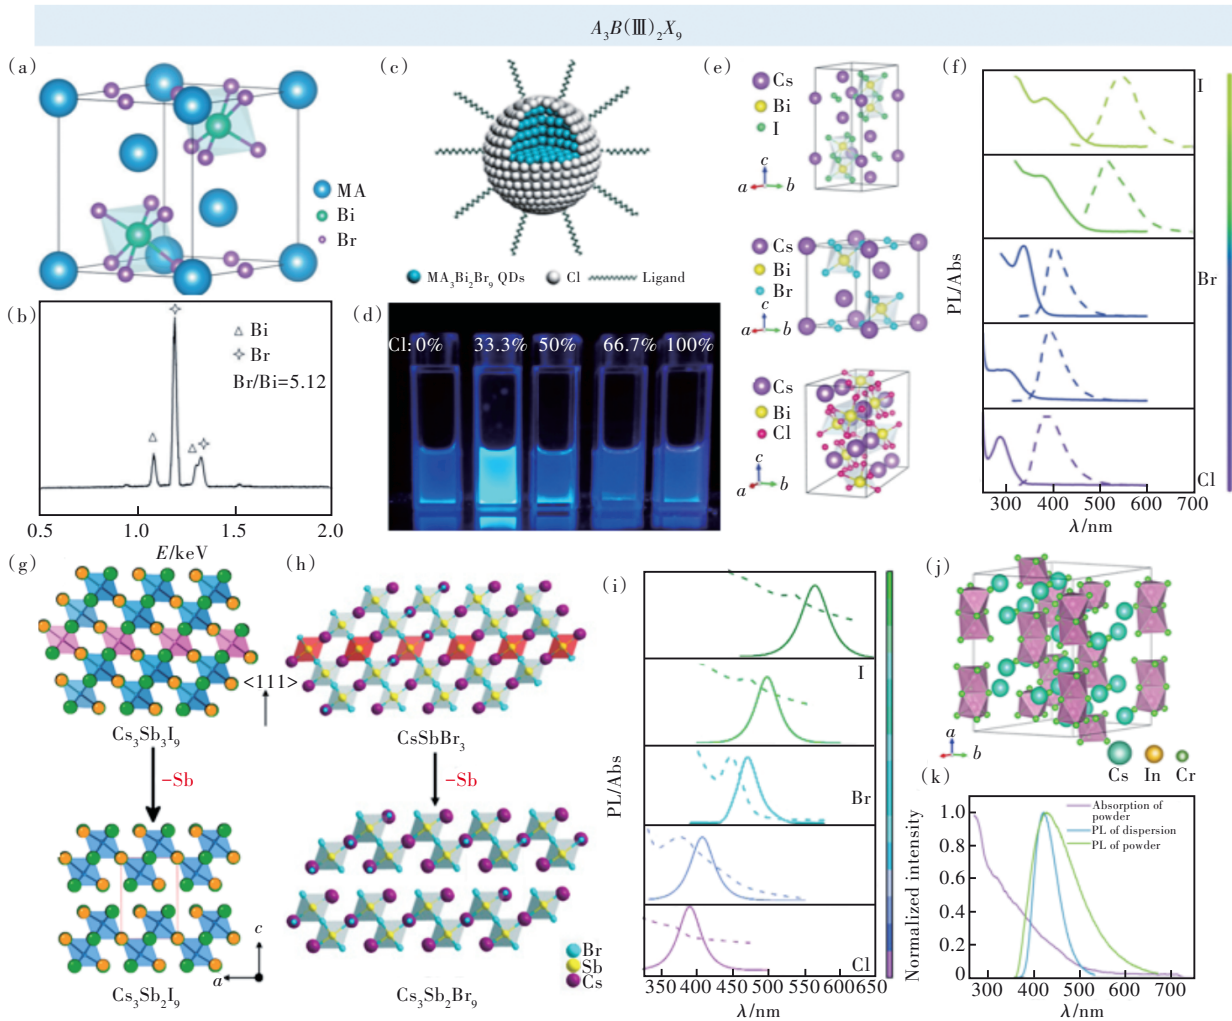 A₃B(Ⅲ)₂X₉
(a)
MA
Bi
Br
(b)
Bi
Br
Br/Bi=5.12
0.5 1.0 1.5 2.0
E/keV
(c)
MA₃Bi₂Br₉ QDs Cl Ligand
(d)
Cl: 0% 33.3% 50% 66.7% 100%
(e)
Cs
Bi
I
c
a b
Cs
Bi
Br
c
a b
Cs
Bi
Cl
c
a b
(f)
I
Br
Cl
PL/Abs
300 400 500 600 700
λ/nm
(g)
<111>
Cs₃Sb₃I₉
−Sb
c
a
Cs₃Sb₂I₉
(h)
CsSbBr₃
−Sb
Br
Sb
Cs
Cs₃Sb₂Br₉
(i)
I
Br
Cl
PL/Abs
350 400 450 500 550 600 650
λ/nm
(j)
a
b
Cs In Cr
(k)
Absorption of
powder
PL of dispersion
PL of powder
Normalized intensity
1.0
0.8
0.6
0.4
0.2
0
300 400 500 600 700
λ/nm